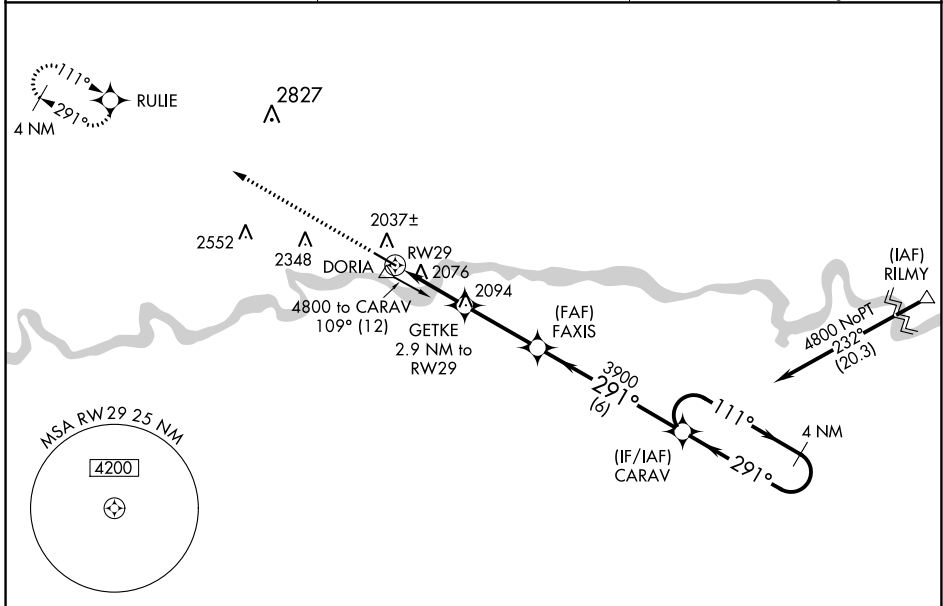 111°
RULIE
291°
4 NM
2827
2552
2348
2037±
DORIA
RW29
2076
4800 to CARAV
109° (12)
2094
GETKE
2.9 NM to
RW29
(FAF)
FAXIS
(IAF)
RILMY
4800 NoPT
232°
(20.3)
3900
291°
(6)
111°
4 NM
(IF/IAF)
CARAV
291°
MSA RW29 25 NM
4200